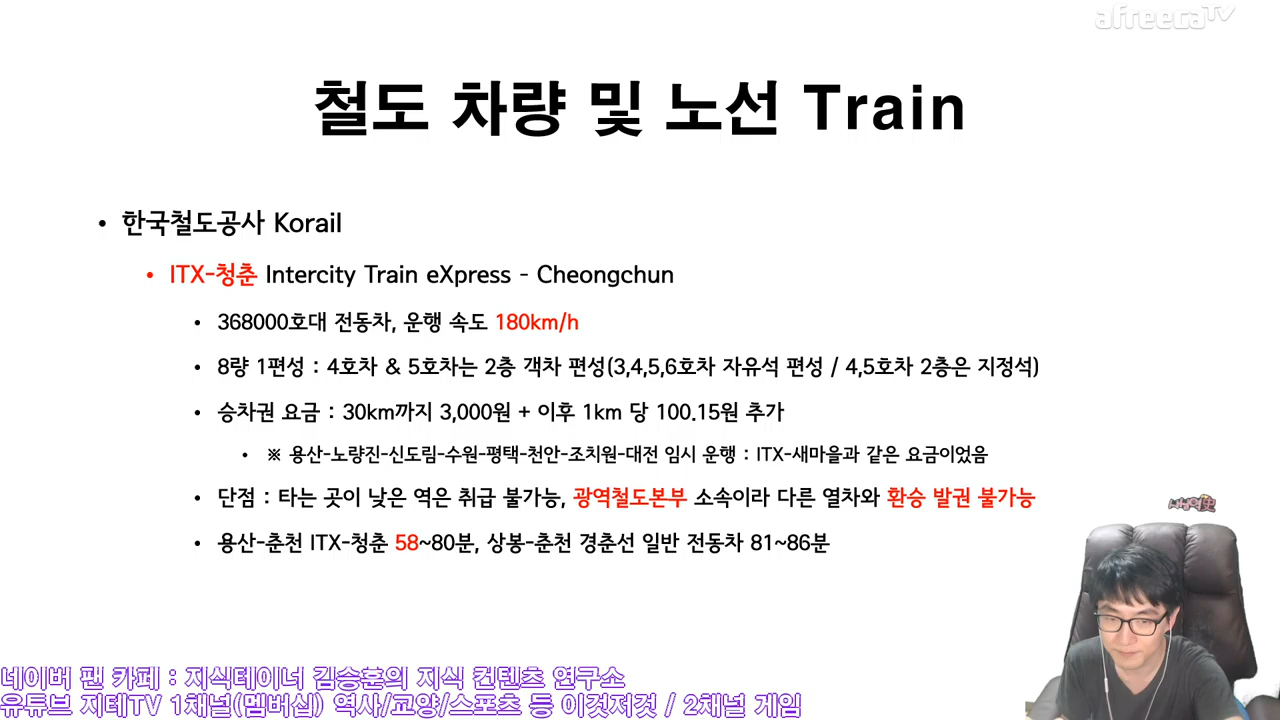 afreecaTV
철도 차량 및 노선 Train
• 한국철도공사 Korail
• ITX-청춘 Intercity Train eXpress - Cheongchun
• 368000호대 전동차, 운행 속도 180km/h
• 8량 1편성 : 4호차 & 5호차는 2층 객차 편성(3,4,5,6호차 자유석 편성 / 4,5호차 2층은 지정석)
• 승차권 요금 : 30km까지 3,000원 + 이후 1km 당 100.15원 추가
• ※ 용산-노량진-신도림-수원-평택-천안-조치원-대전 임시 운행 : ITX-새마을과 같은 요금이었음
• 단점 : 타는 곳이 낮은 역은 취급 불가능, 광역철도본부 소속이라 다른 열차와 환승 발권 불가능
• 용산-춘천 ITX-청춘 58~80분, 상봉-춘천 경춘선 일반 전동차 81~86분
네이버 팬 카페 : 지식테이너 김승훈의 지식 컨텐츠 연구소
유튜브 지테TV 1채널(멤버십) 역사/교양/스포츠 등 이것저것 / 2채널 게임